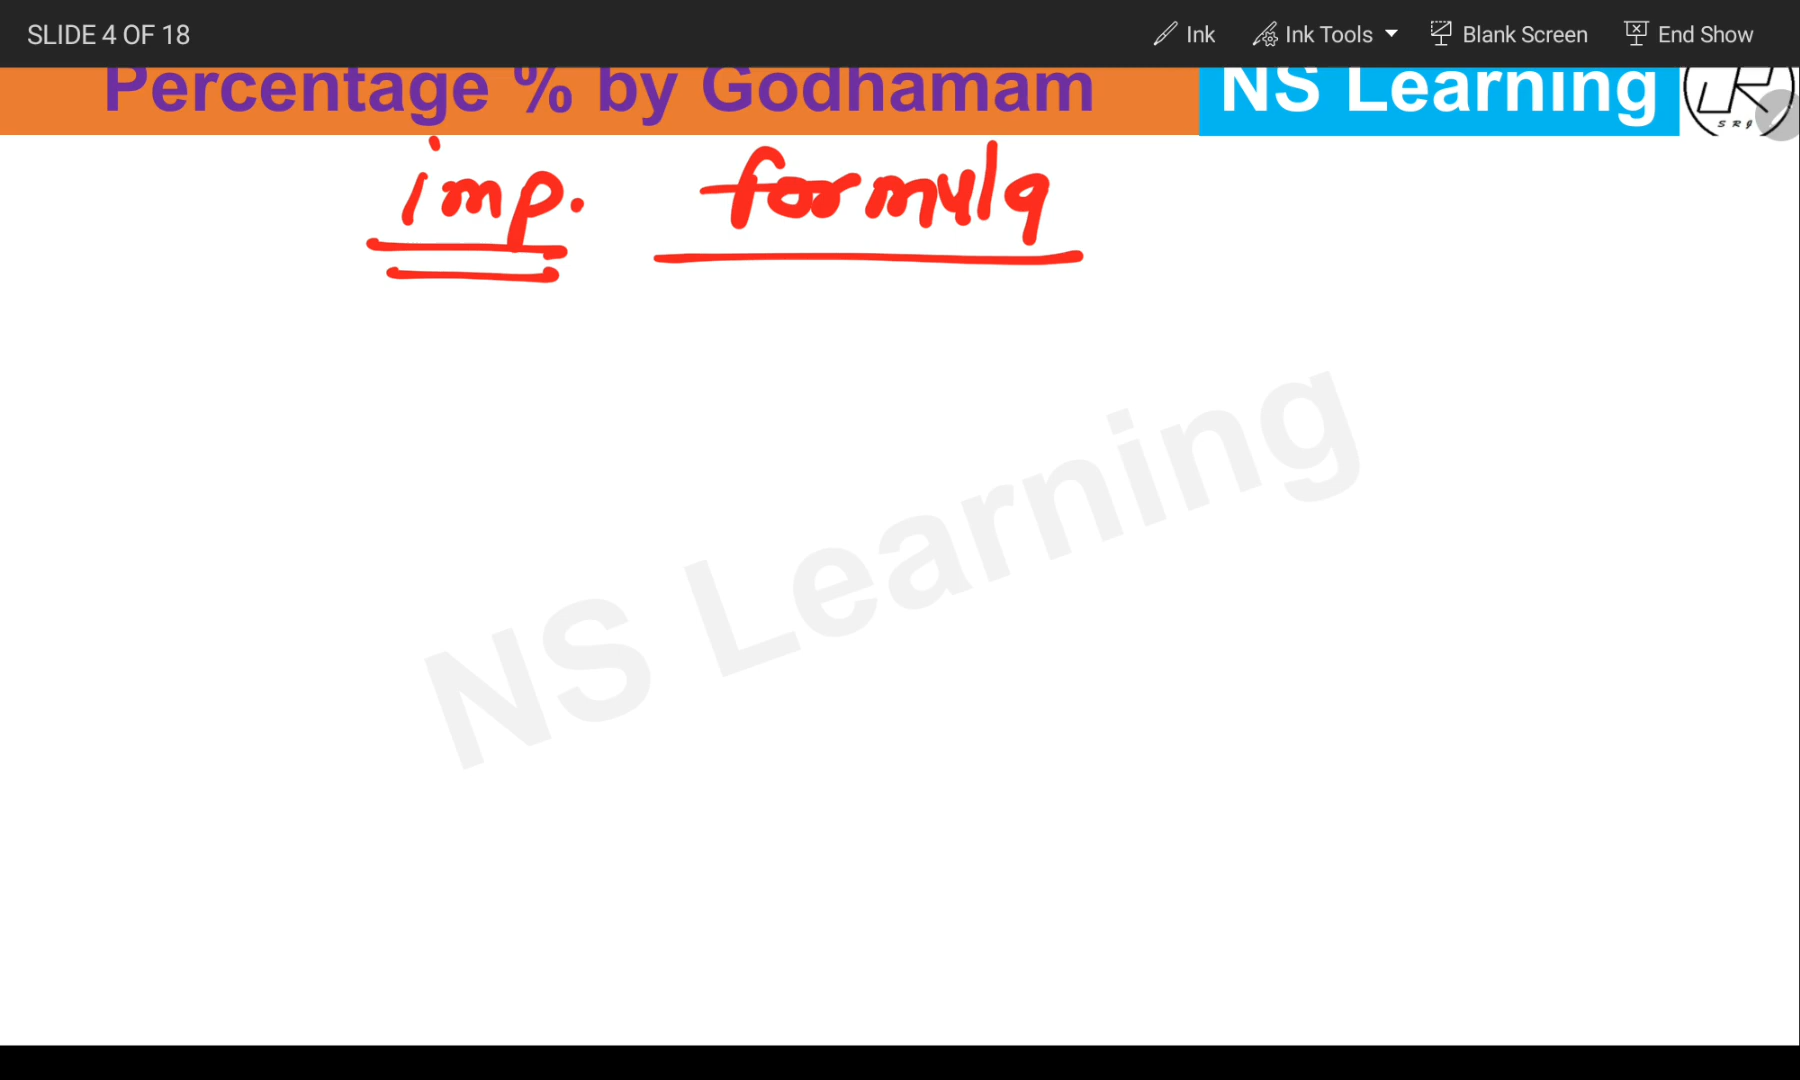 SLIDE 4 OF 18 Ink Ink Tools Blank Screen End Show
Percentage % by Godhamam NS Learning
SRJ
imp. formula
NS Learning